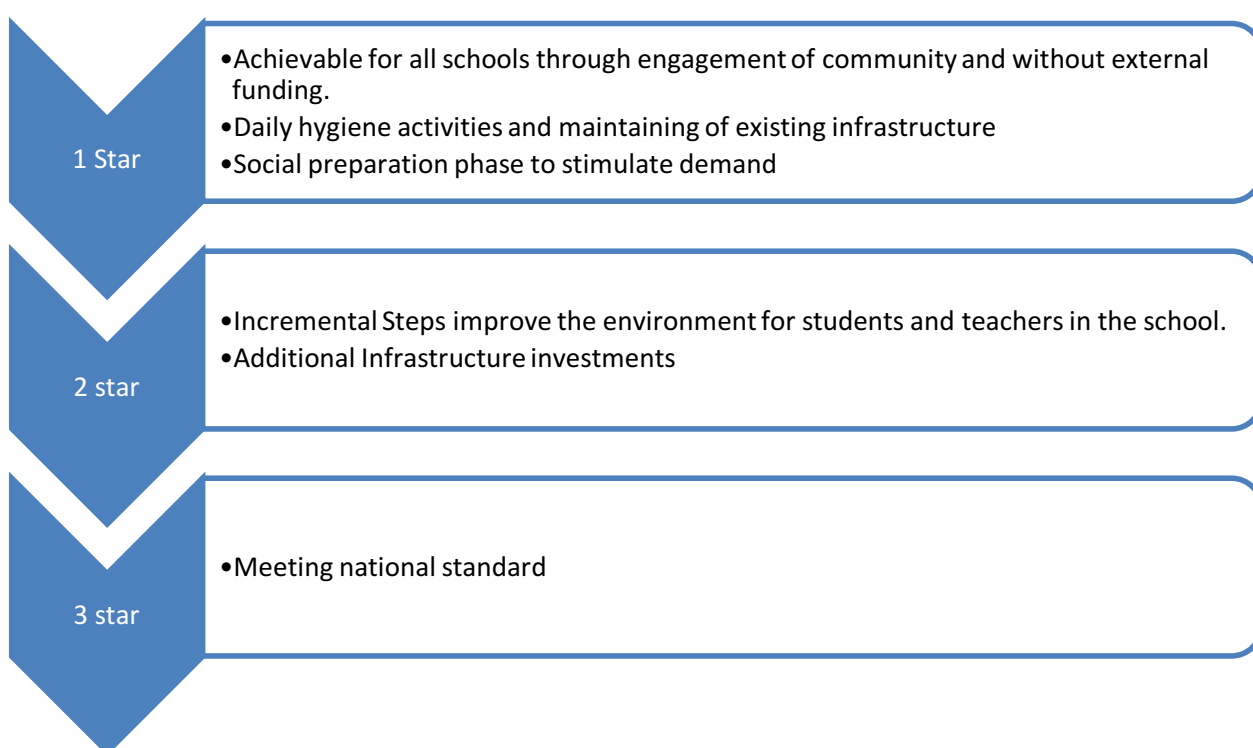 1 Star
•Achievable for all schools through engagement of community and without external
funding.
•Daily hygiene activities and maintaining of existing infrastructure
•Social preparation phase to stimulate demand
2 star
•Incremental Steps improve the environment for students and teachers in the school.
•Additional Infrastructure investments
3 star
•Meeting national standard